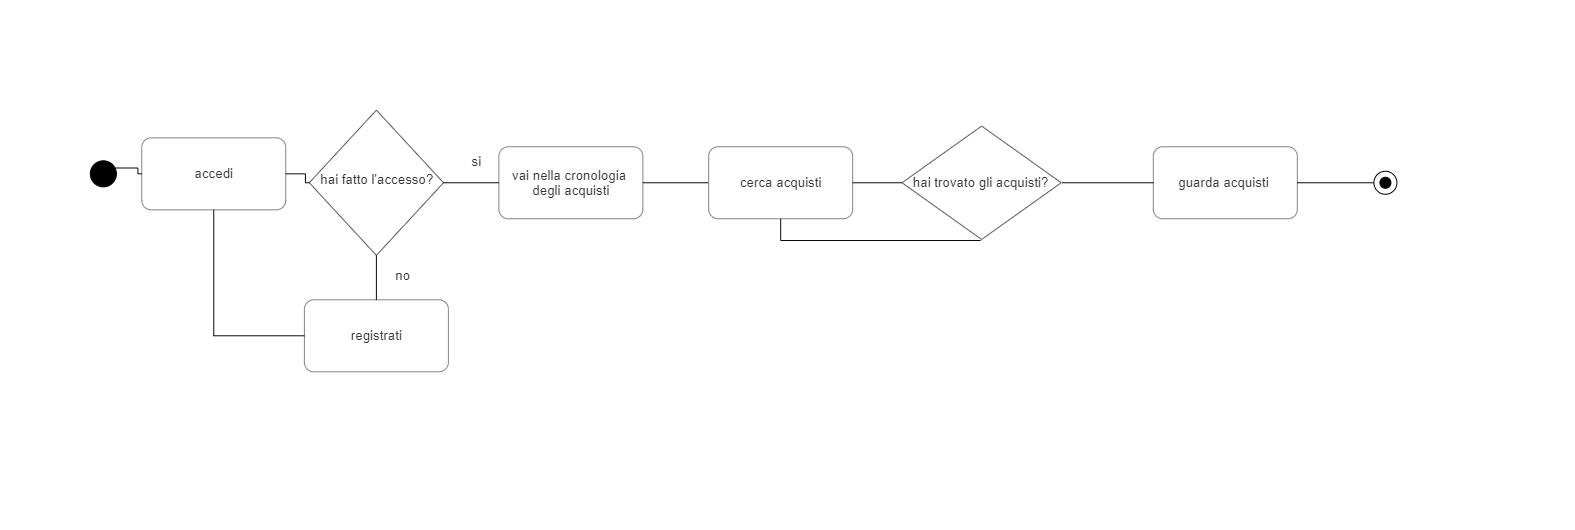 accedi
hai fatto l'accesso?
si
vai nella cronologia
degli acquisti
cerca acquisti
hai trovato gli acquisti?
guarda acquisti
no
registrati